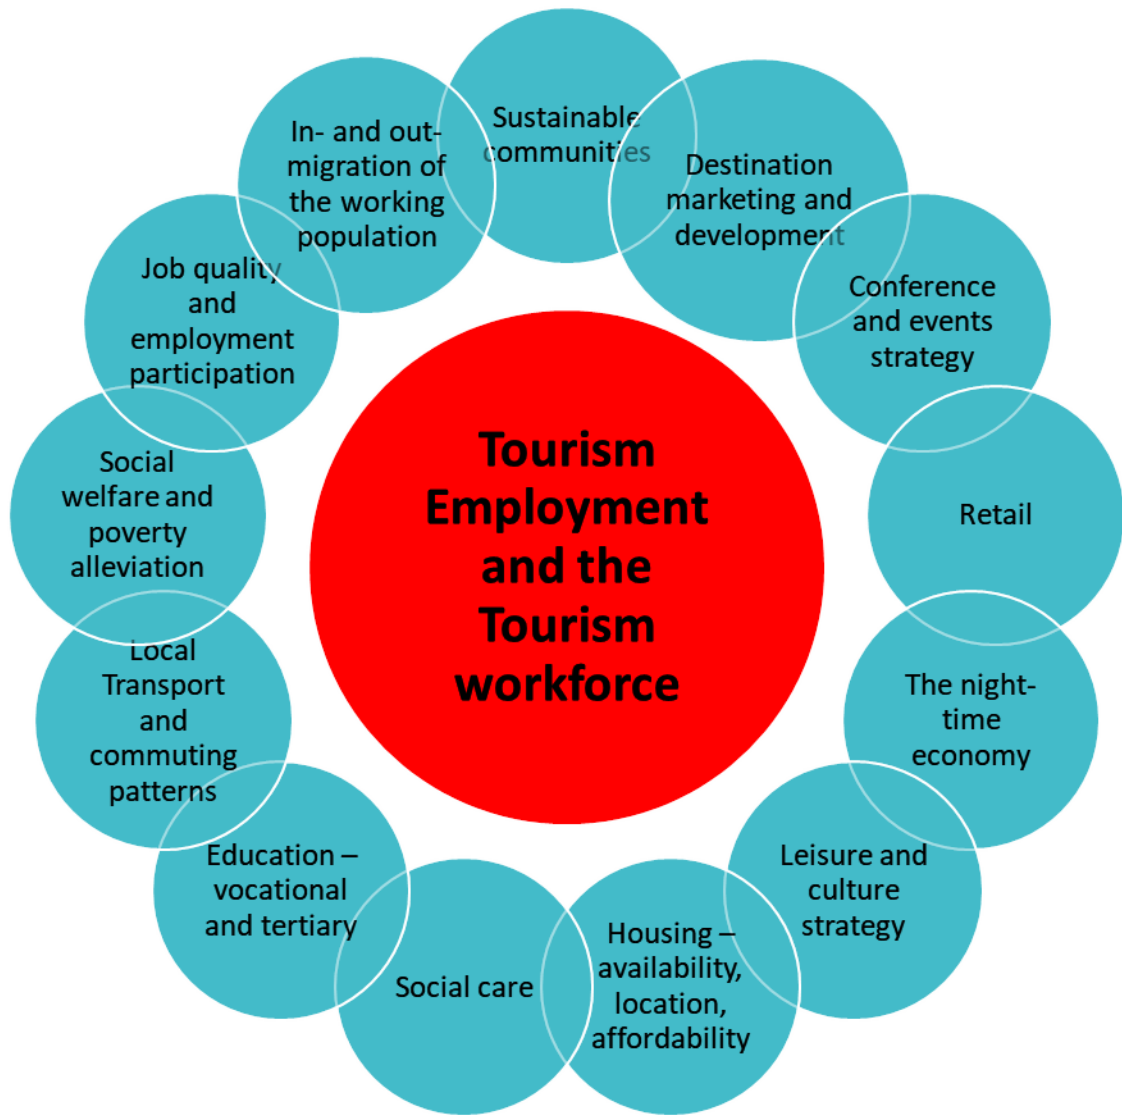 Sustainable
communities
Destination
marketing and
development
Conference
and events
strategy
Retail
The night-
time
economy
Leisure and
culture
strategy
Housing –
availability,
location,
affordability
Social care
Education –
vocational
and tertiary
Local
Transport
and
commuting
patterns
Social
welfare and
poverty
alleviation
Job quality
and
employment
participation
In- and out-
migration of
the working
population
Tourism
Employment
and the
Tourism
workforce